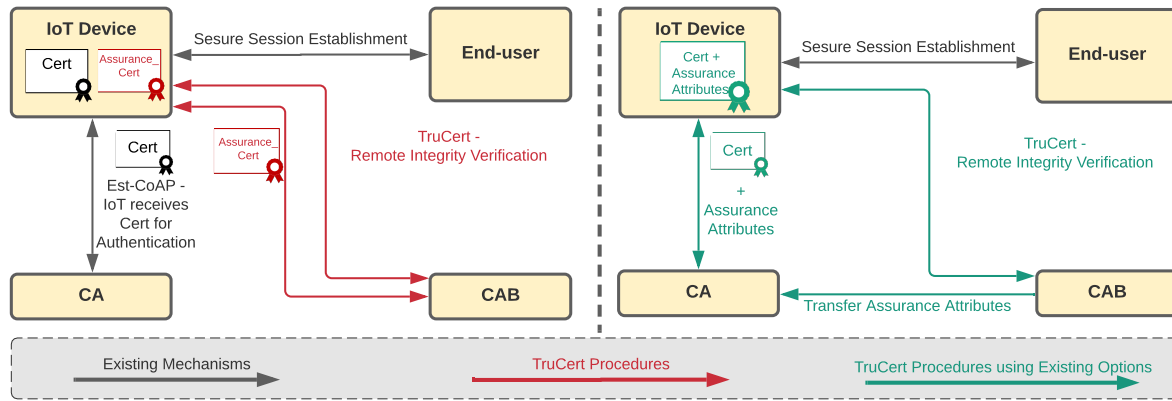 IoT Device
Cert
Assurance_
Cert
Sesure Session Establishment
End-user
TruCert -
Remote Integrity Verification
Cert
Assurance_
Cert
Est-CoAP -
IoT receives
Cert for
Authentication
CA
CAB
IoT Device
Cert +
Assurance
Attributes
Sesure Session Establishment
End-user
TruCert -
Remote Integrity Verification
Cert
+
Assurance
Attributes
CA
CAB
Transfer Assurance Attributes
Existing Mechanisms
TruCert Procedures
TruCert Procedures using Existing Options